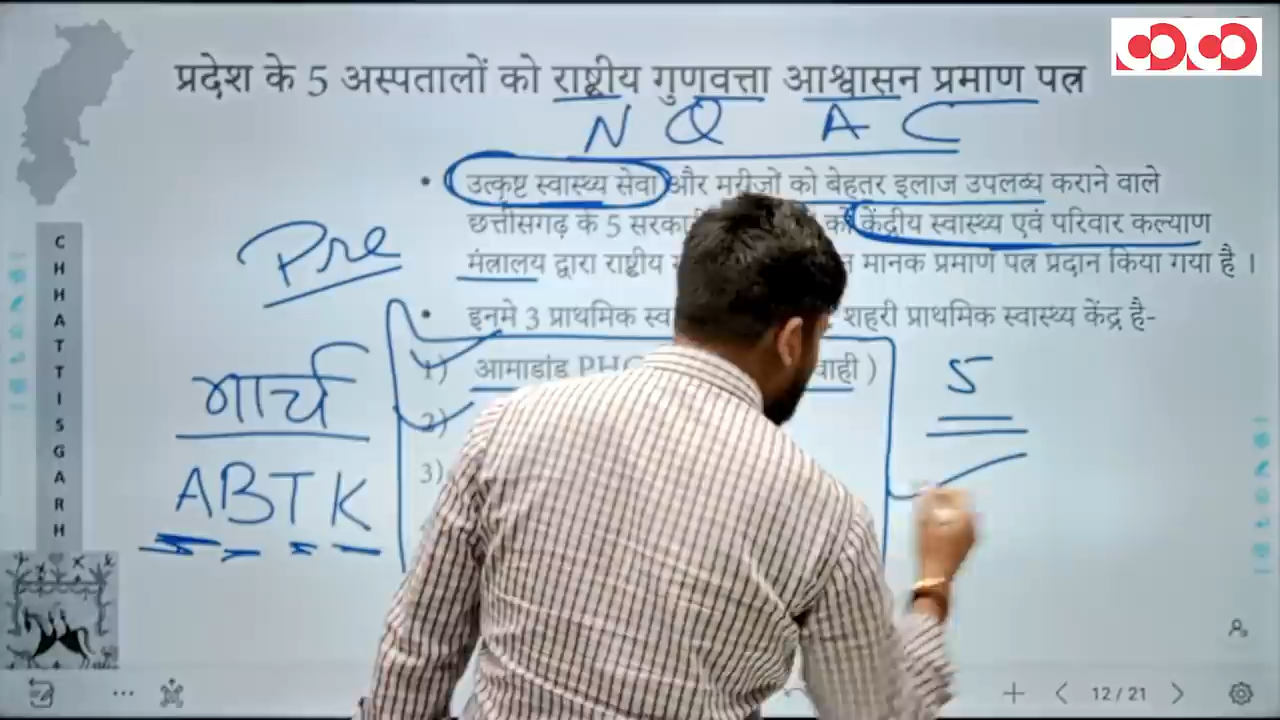 प्रदेश के 5 अस्पतालों को राष्ट्रीय गुणवत्ता आश्वासन प्रमाण पत्र
N Q A C
• उत्कृष्ट स्वास्थ्य सेवा और मरीजों को बेहतर इलाज उपलब्ध कराने वाले
छत्तीसगढ़ के 5 को केंद्रीय स्वास्थ्य एवं परिवार कल्याण
मंत्रालय द्वारा राष्ट्रीय मानक प्रमाण पत्र प्रदान किया गया है ।
• इनमे 3 प्राथमिक शहरी प्राथमिक स्वास्थ्य केंद्र है-
Pre
1) आमाडांड )
2)
3)
5
मार्च
ABTK
CHHATTISGARH
12 / 21